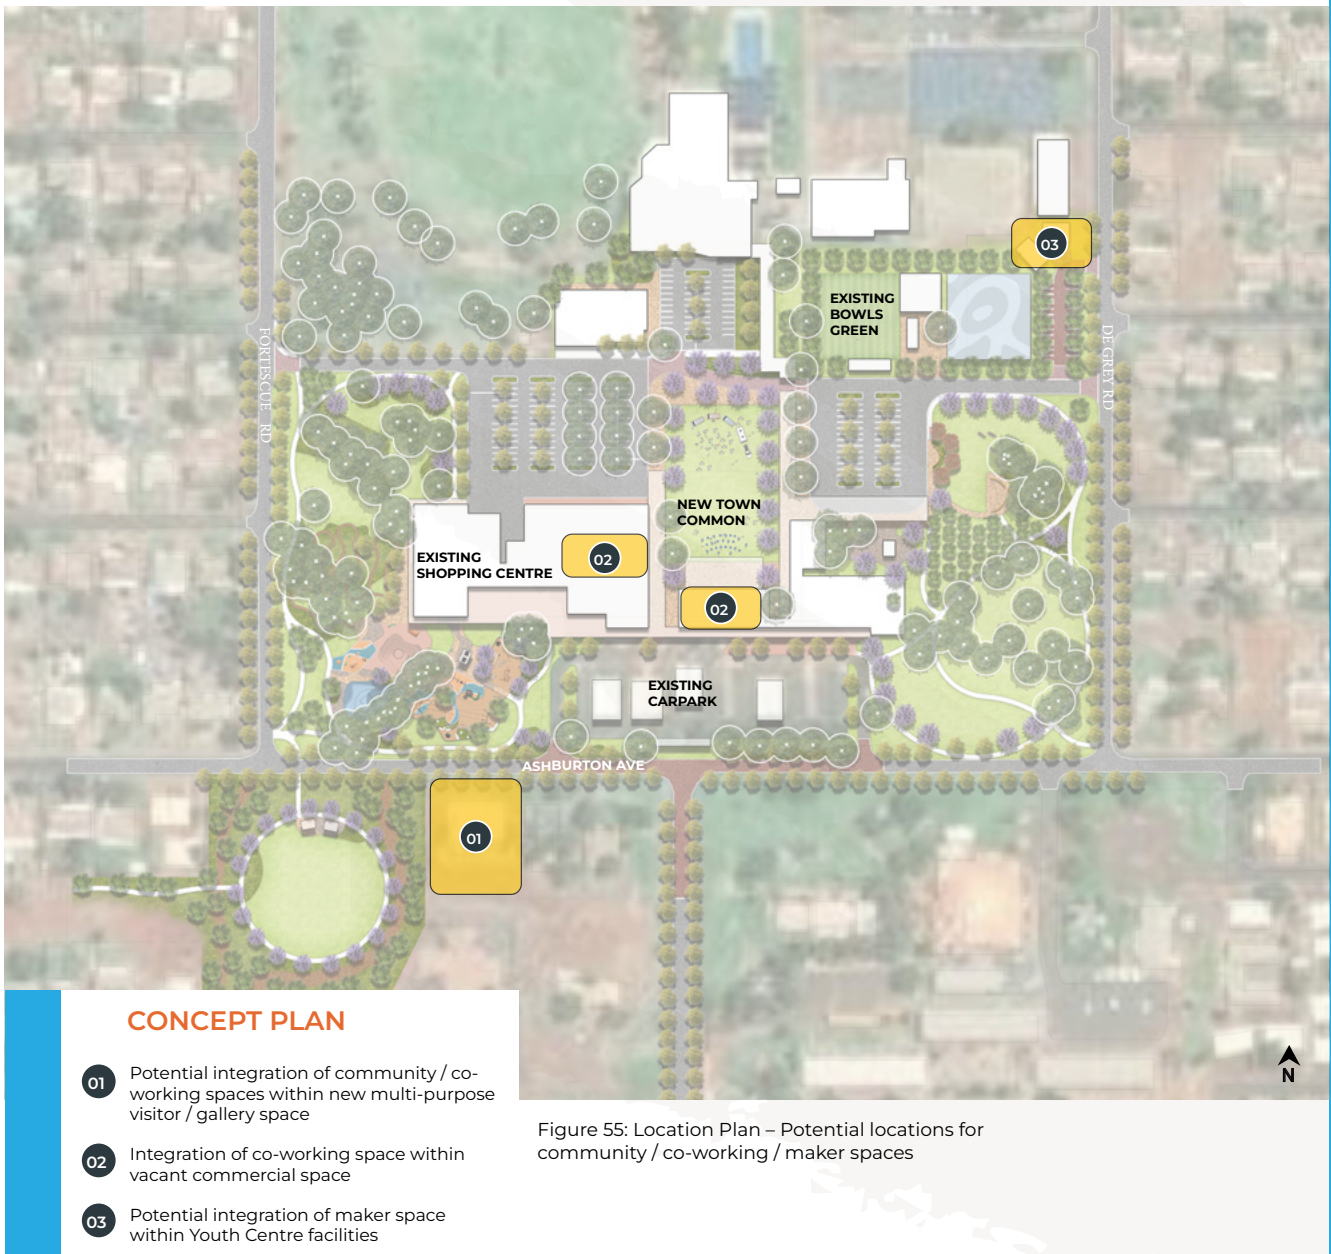 03
EXISTING
BOWLS
GREEN
FORTESCUE RD
DE GREY RD
NEW TOWN
COMMON
EXISTING
SHOPPING CENTRE
02
02
EXISTING
CARPARK
ASHBURTON AVE
01
CONCEPT PLAN
01 Potential integration of community / co-
working spaces within new multi-purpose
visitor / gallery space
02 Integration of co-working space within
vacant commercial space
03 Potential integration of maker space
within Youth Centre facilities
N
Figure 55: Location Plan – Potential locations for
community / co-working / maker spaces